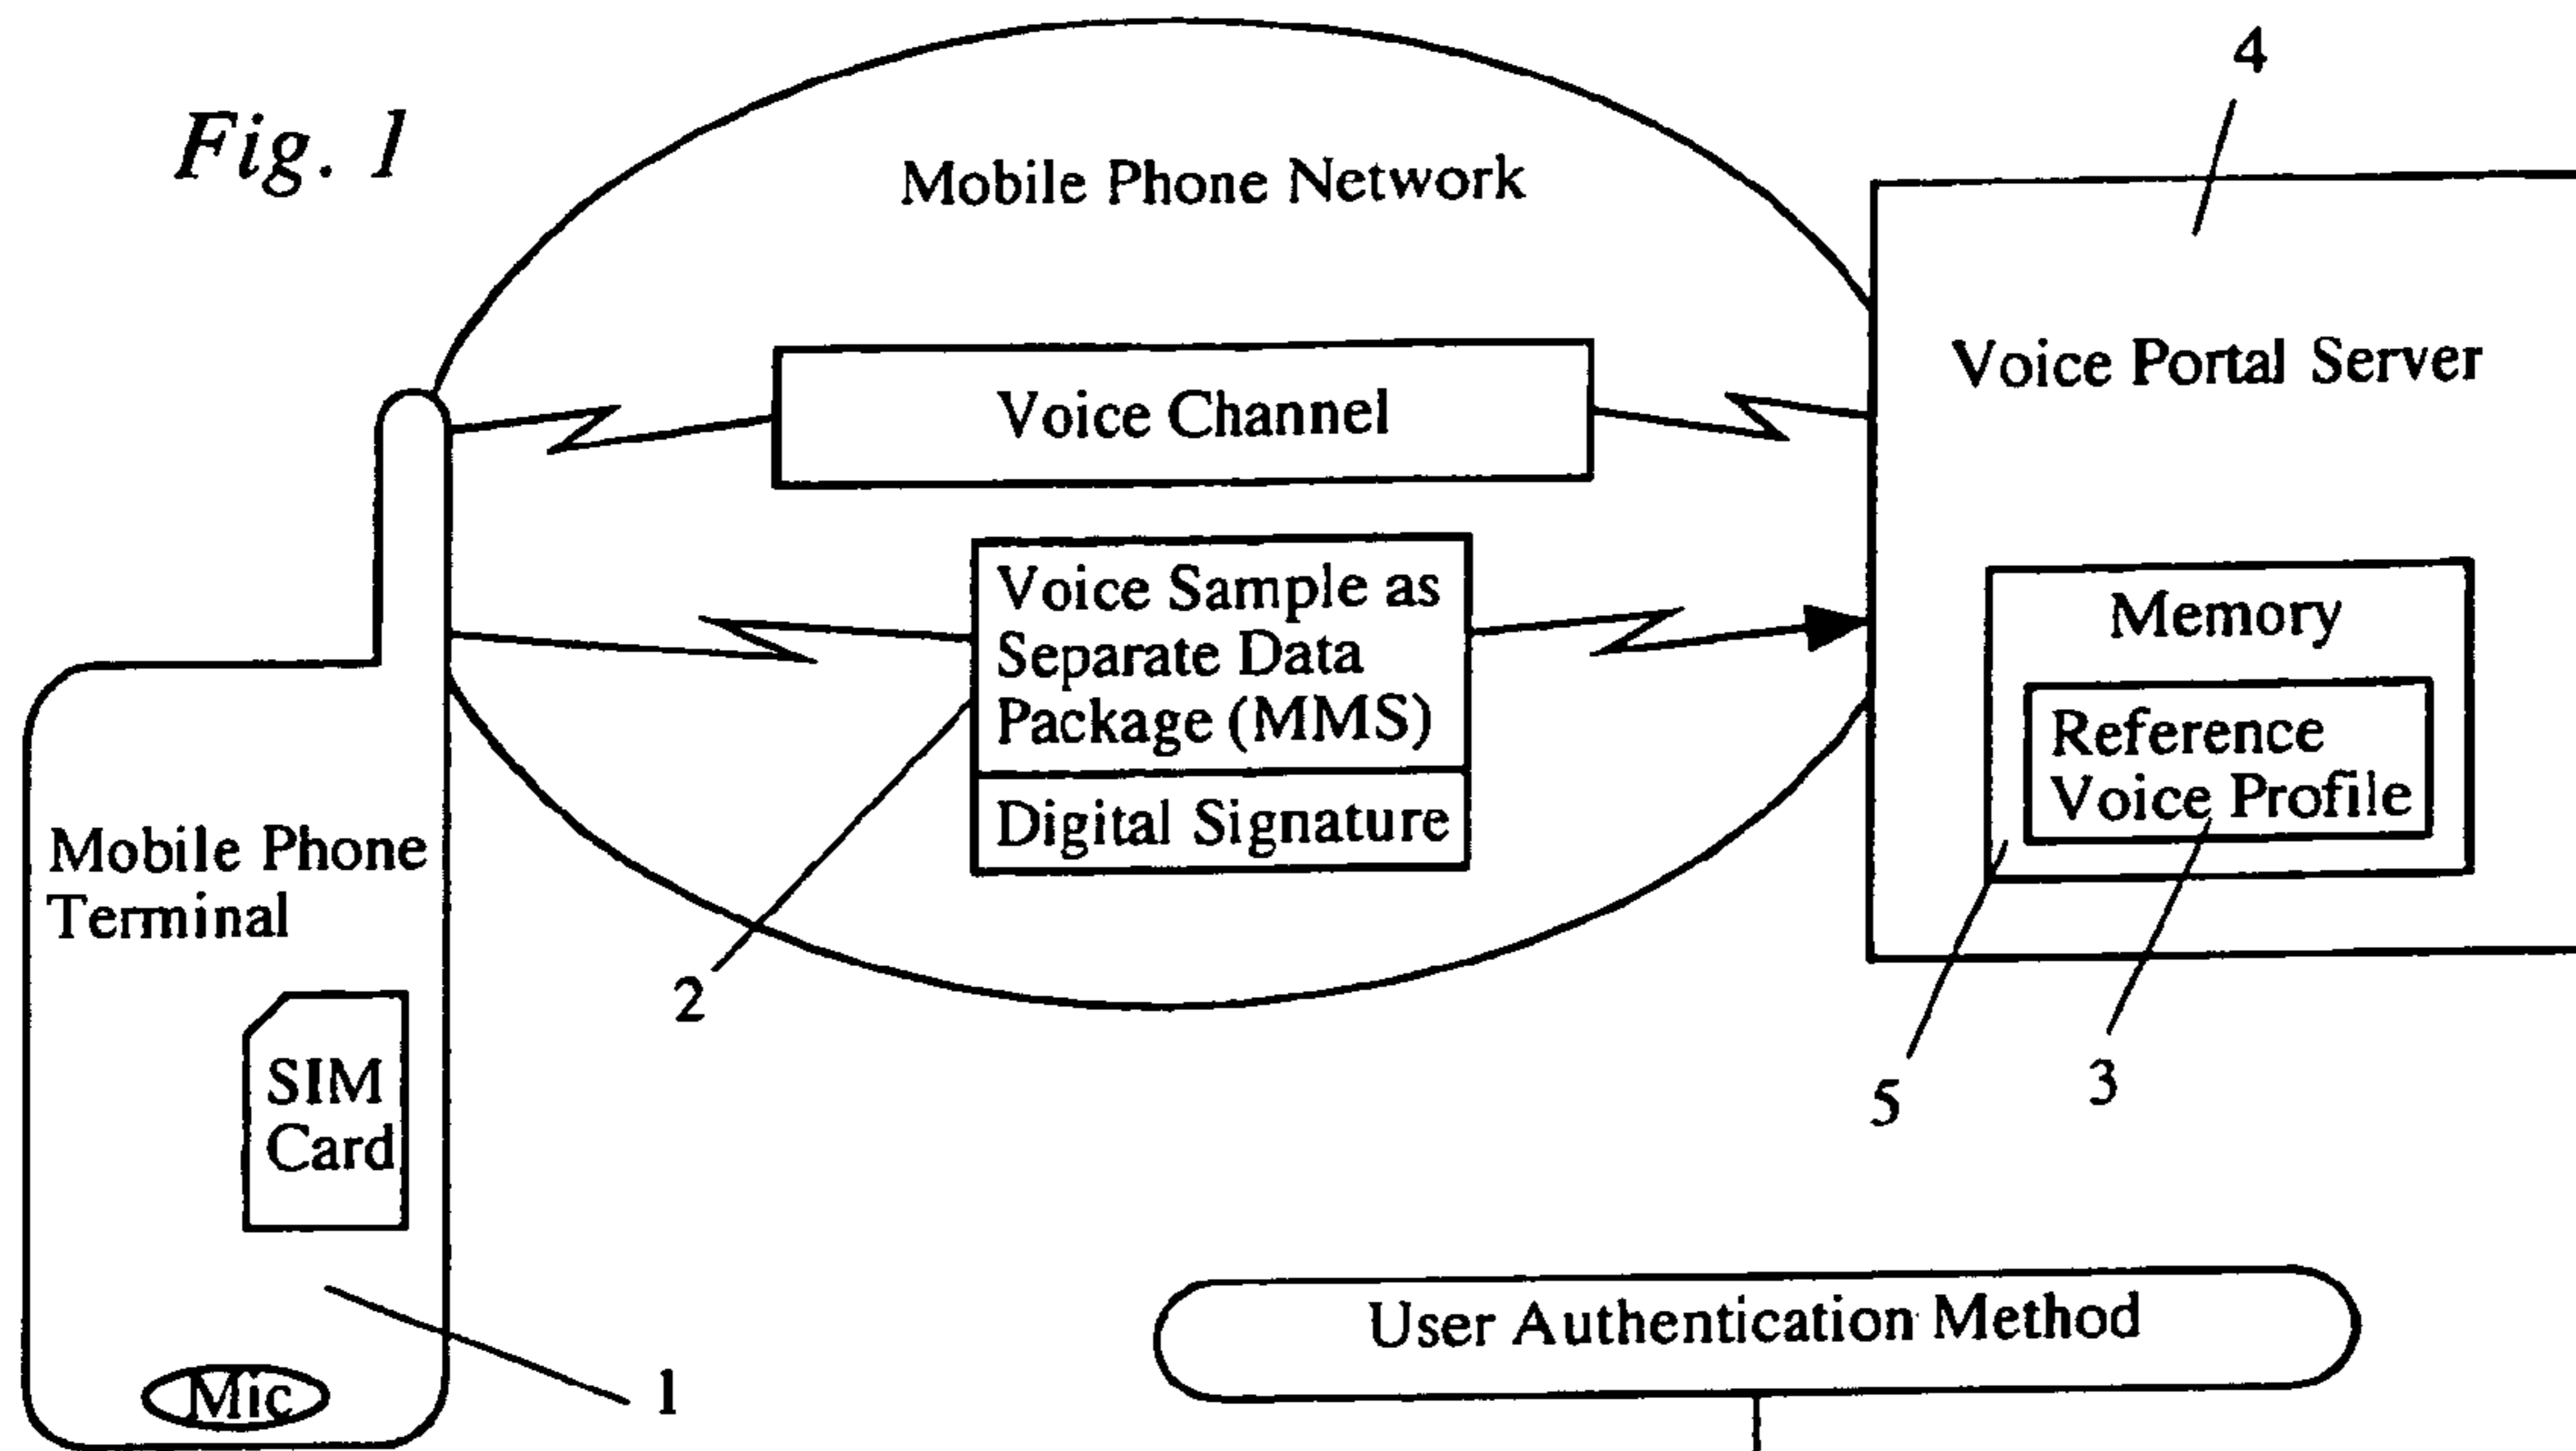 Fig. 1
4
Mobile Phone Network
Voice Portal Server
Voice Channel
Voice Sample as
Separate Data
Package (MMS)
Digital Signature
Memory
Reference
Voice Profile
Mobile Phone
Terminal
SIM
Card
Mic
1
2
5
3
User Authentication Method